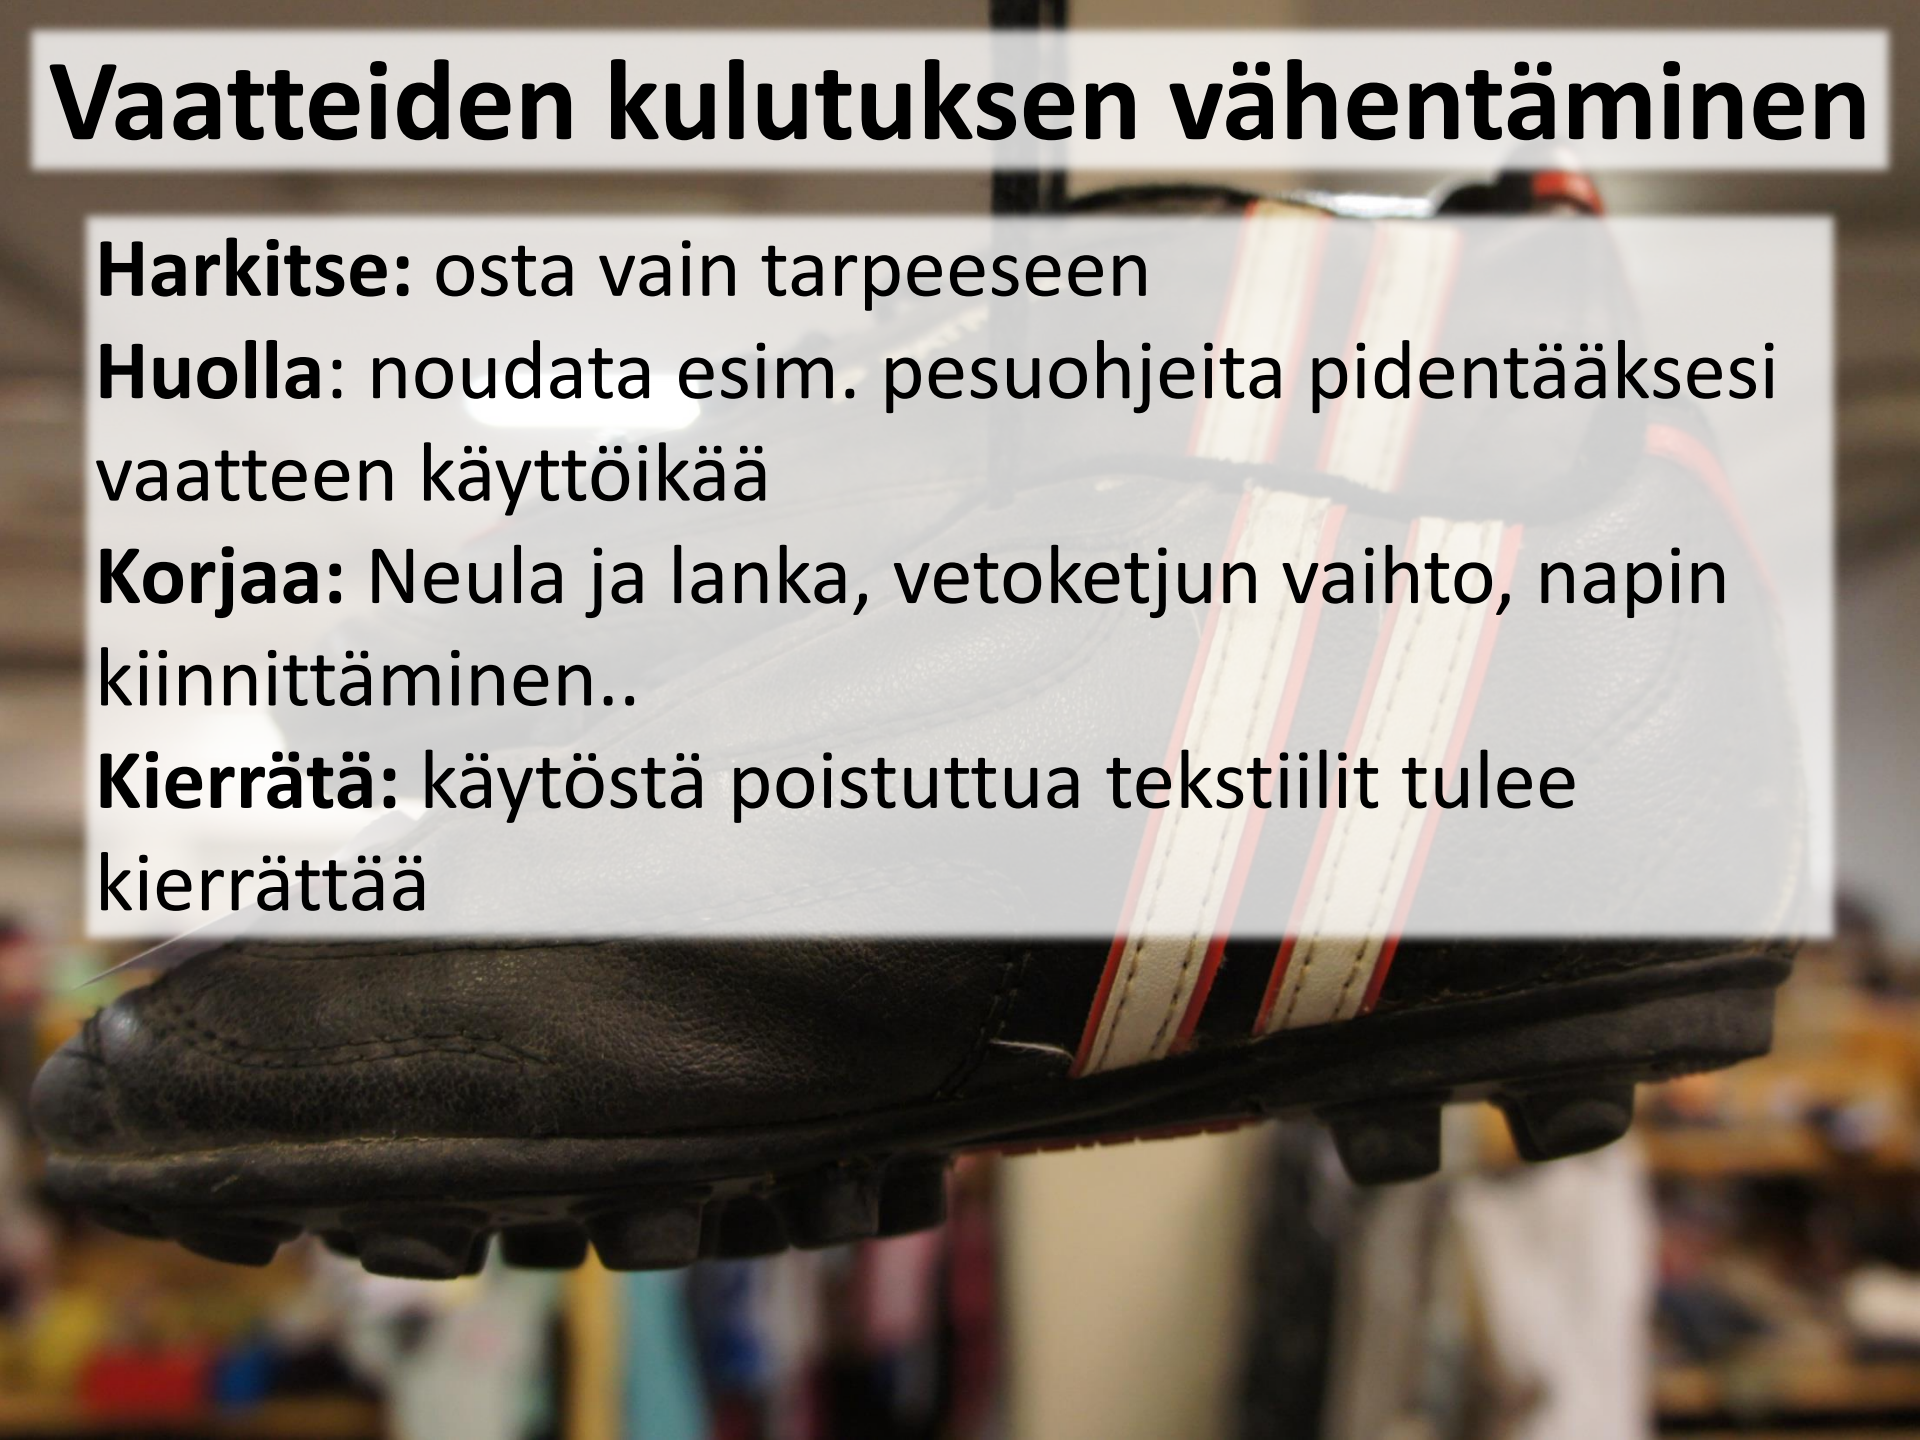 Vaatteiden kulutuksen vähentäminen
Harkitse: osta vain tarpeeseen
Huolla: noudata esim. pesuohjeita pidentääksesi
vaatteen käyttöikää
Korjaa: Neula ja lanka, vetoketjun vaihto, napin
kiinnittäminen..
Kierrätä: käytöstä poistuttua tekstiilit tulee
kierrättää